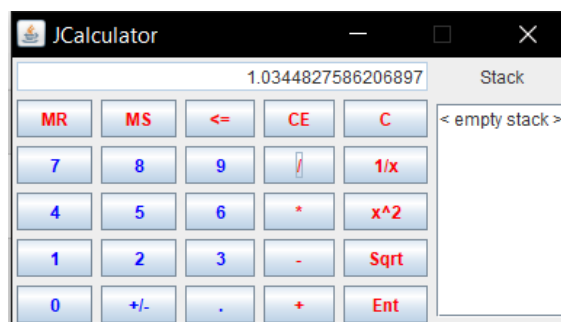 JCalculator
1.0344827586206897 Stack
MR MS <= CE C < empty stack >
7 8 9 / 1/x
4 5 6 * x^2
1 2 3 - Sqrt
0 +/- . + Ent